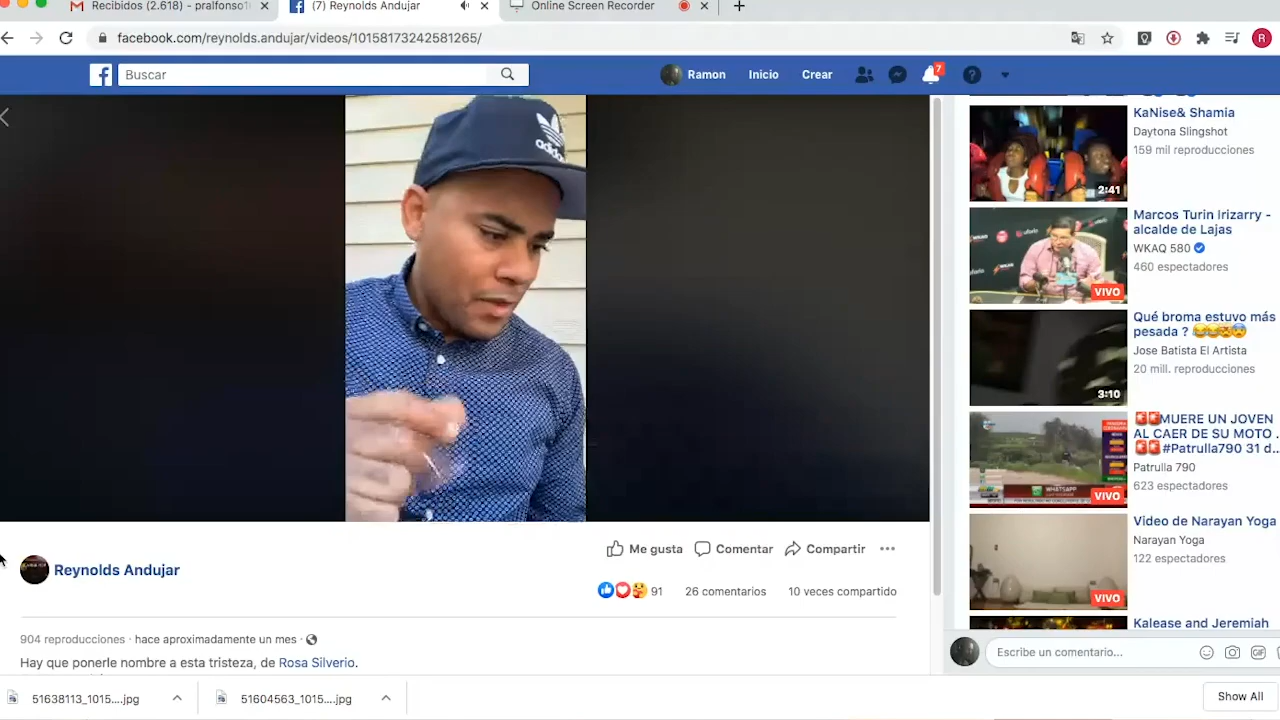 Recibidos (2.618) - pralfonso1
(7) Reynolds Andujar
Online Screen Recorder
facebook.com/reynolds.andujar/videos/10158173242581265/
R
Buscar
Ramon
Inicio
Crear
7
adidas
KaNise& Shamia
Daytona Slingshot
159 mil reproducciones
2:41
Marcos Turin Irizarry -
alcalde de Lajas
WKAQ 580
460 espectadores
VIVO
Qué broma estuvo más
pesada ? 😂😂🤣😰
Jose Batista El Artista
20 mill. reproducciones
3:10
🚨🚨MUERE UN JOVEN
AL CAER DE SU MOTO .
🚨🚨#Patrulla790 31 d...
Patrulla 790
623 espectadores
WHATSAPP
VIVO
Video de Narayan Yoga
Narayan Yoga
122 espectadores
VIVO
Kalease and Jeremiah
Me gusta
Comentar
Compartir
Reynolds Andujar
91
26 comentarios
10 veces compartido
904 reproducciones · hace aproximadamente un mes ·
Hay que ponerle nombre a esta tristeza, de Rosa Silverio.
Escribe un comentario...
GIF
51638113_1015....jpg
51604563_1015....jpg
Show All